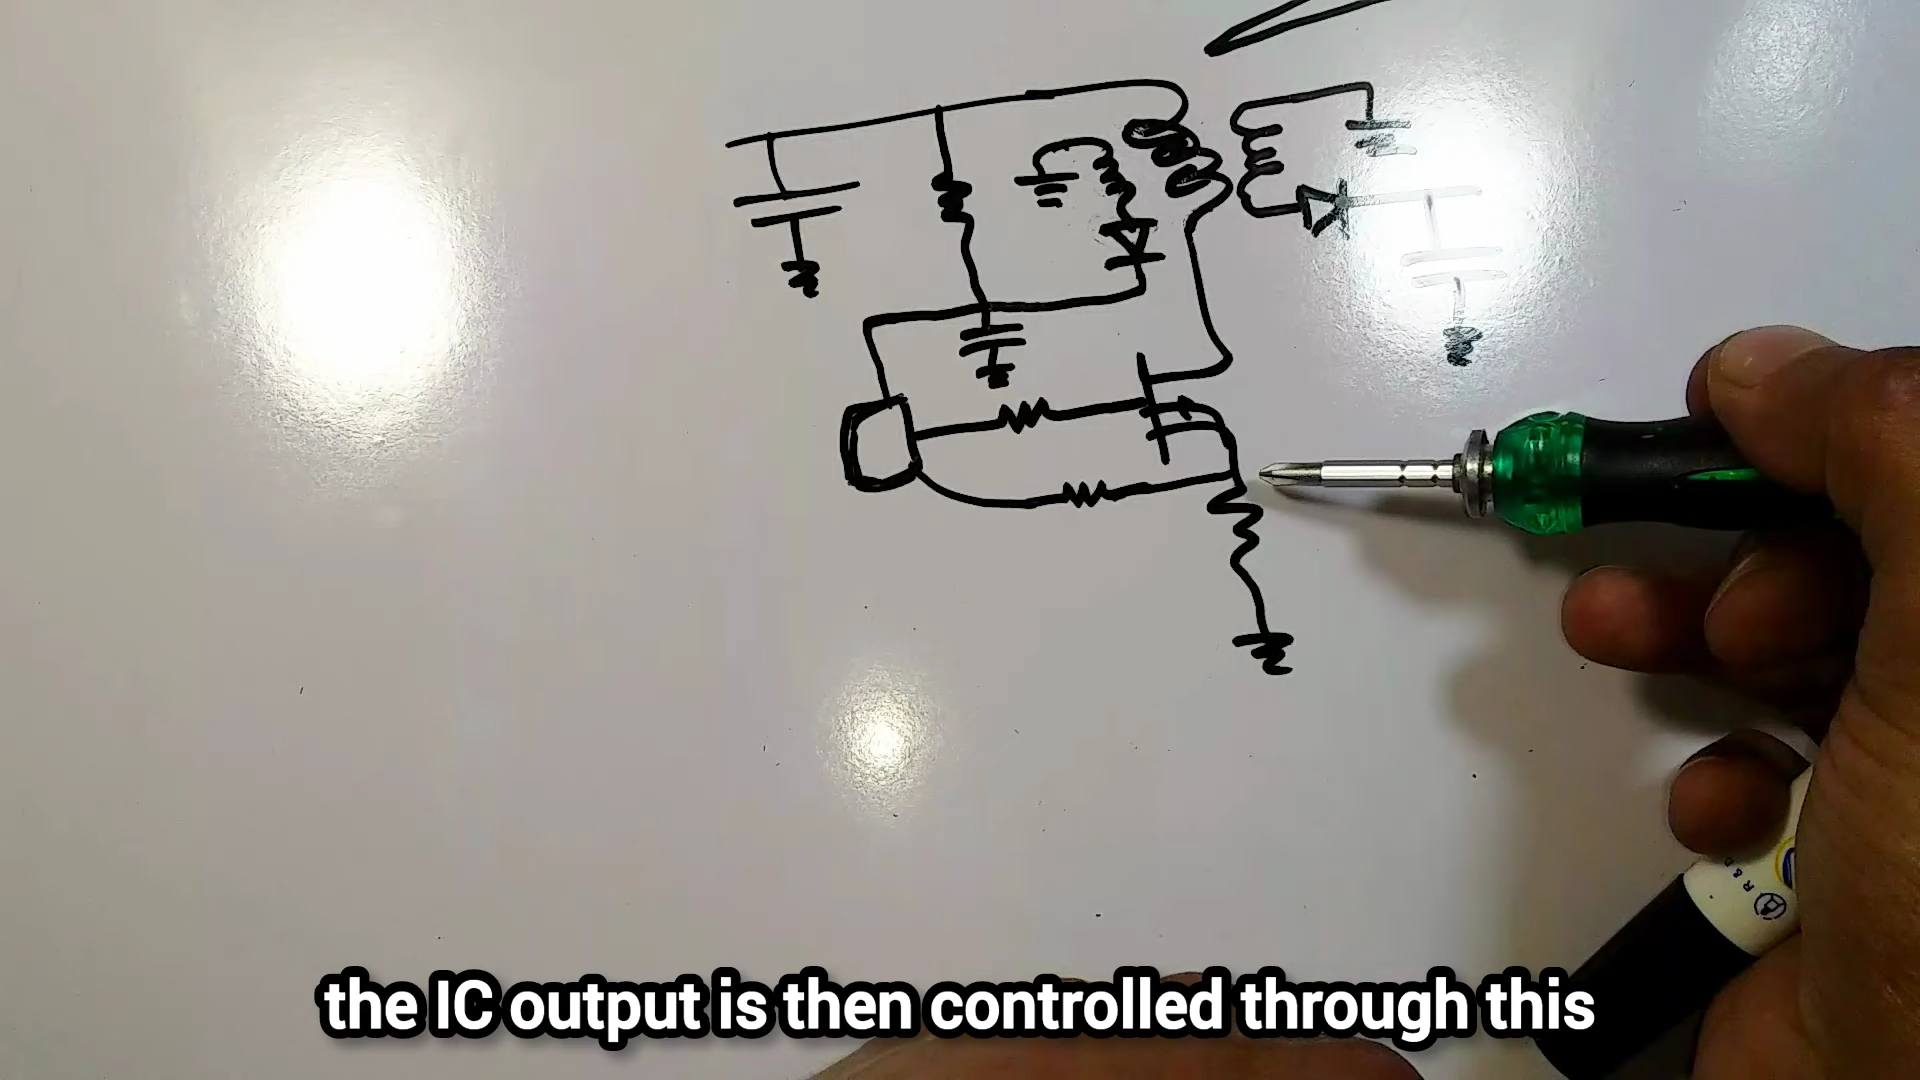 the IC output is then controlled through this
R & D